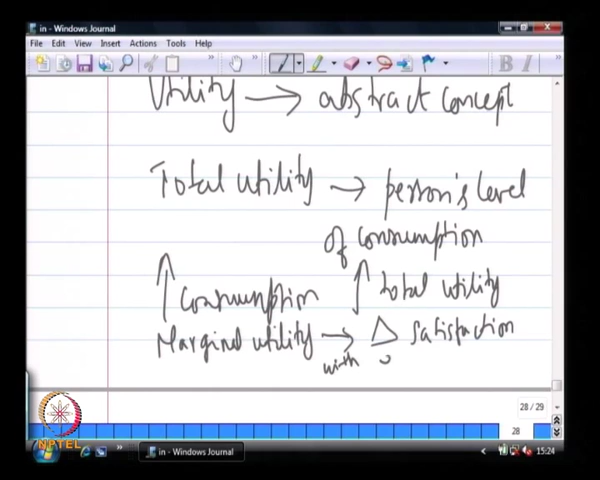 in - Windows Journal
File Edit View Insert Actions Tools Help
B I
Utility → abstract concept
Total utility → person's level
of consumption
↑ Consumption ↑ total utility
Marginal utility → Δ satisfaction
with
28 / 29
28
NPTEL
in - Windows Journal
15:24